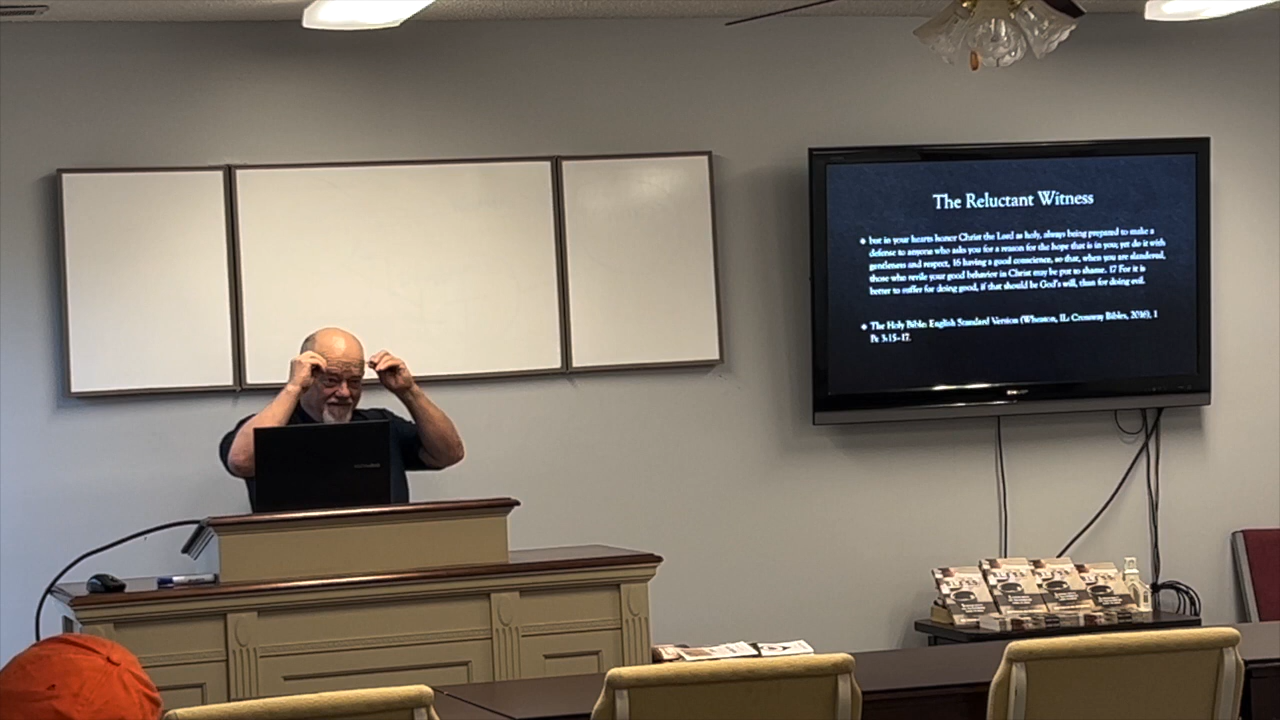 The Reluctant Witness
but in your hearts honor Christ the Lord as holy, always being prepared to make a
defense to anyone who asks you for a reason for the hope that is in you; yet do it with
gentleness and respect, 16 having a good conscience, so that, when you are slandered,
those who revile your good behavior in Christ may be put to shame. 17 For it is
better to suffer for doing good, if that should be God's will, than for doing evil.
The Holy Bible: English Standard Version (Wheaton, IL: Crossway Bibles, 2016), 1
Pe 3:15–17.